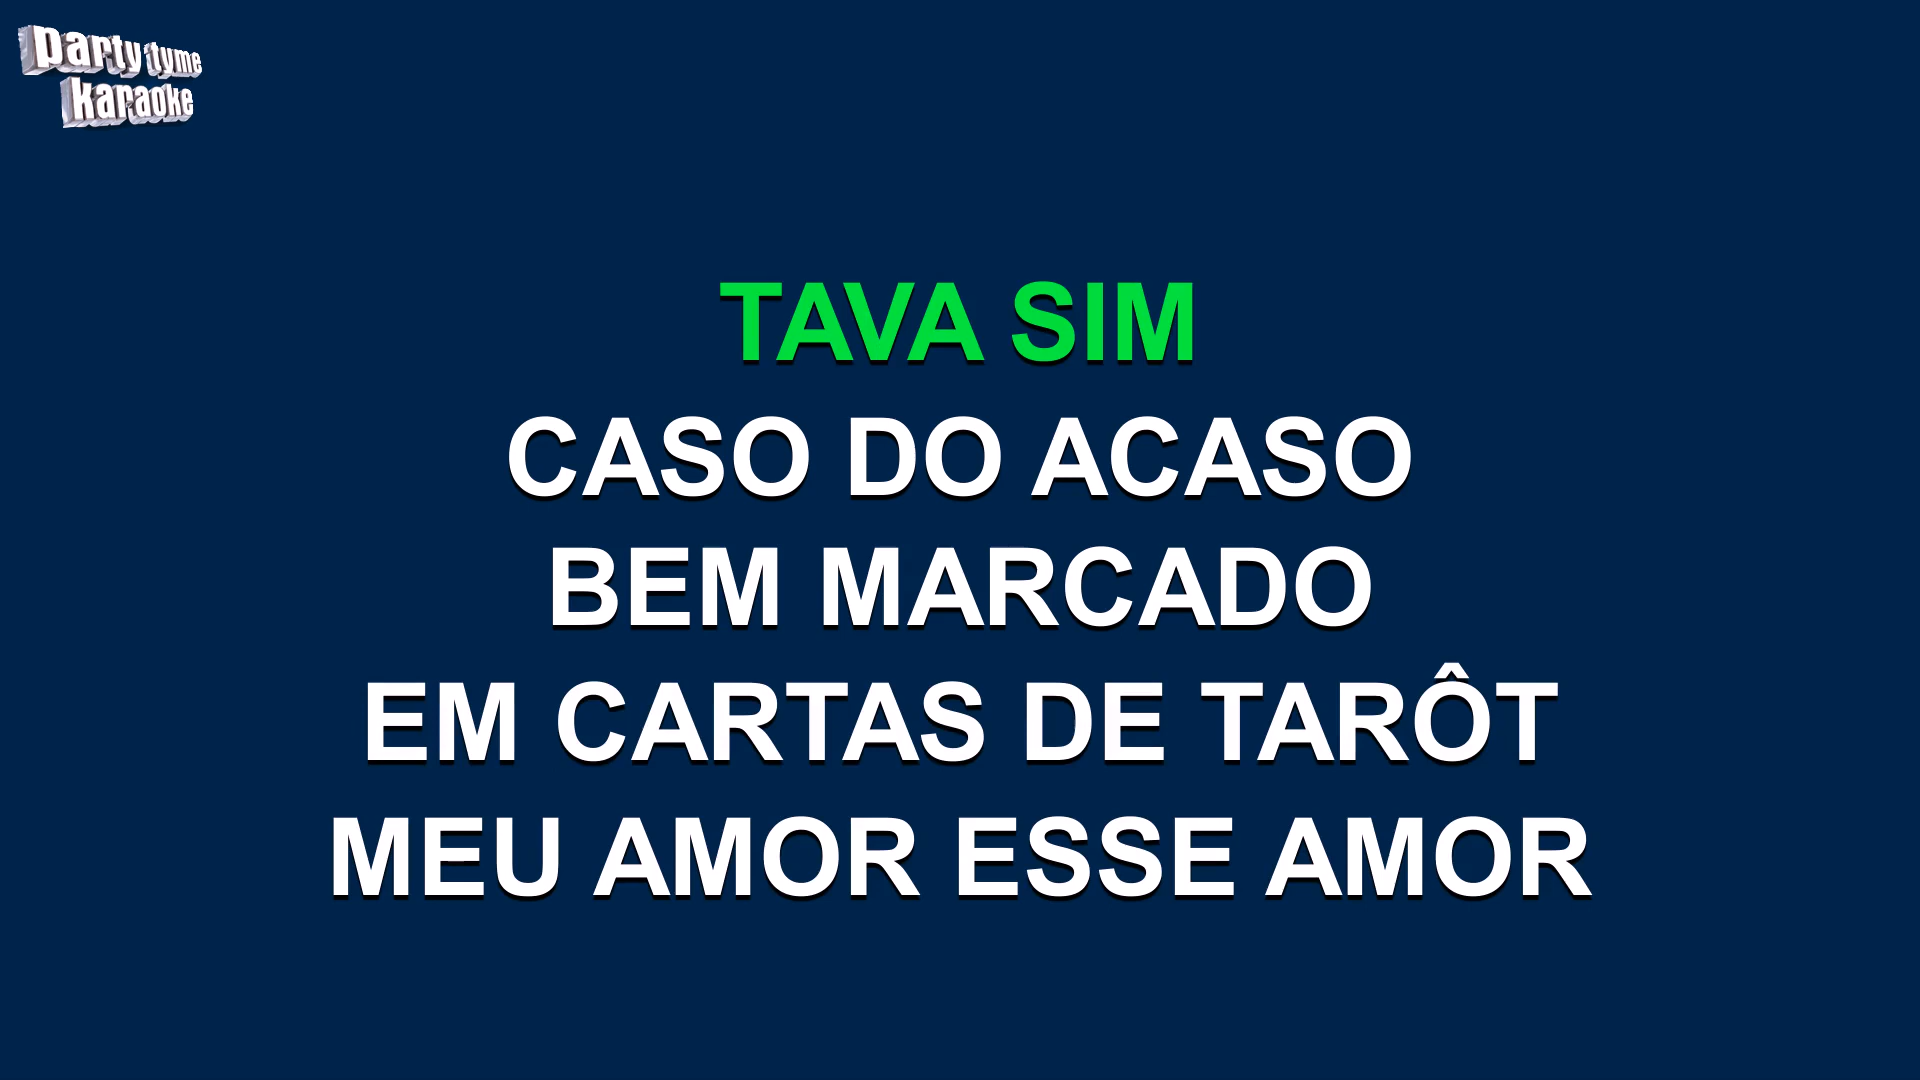 party tyme
karaoke
TAVA SIM
CASO DO ACASO
BEM MARCADO
EM CARTAS DE TARÔT
MEU AMOR ESSE AMOR